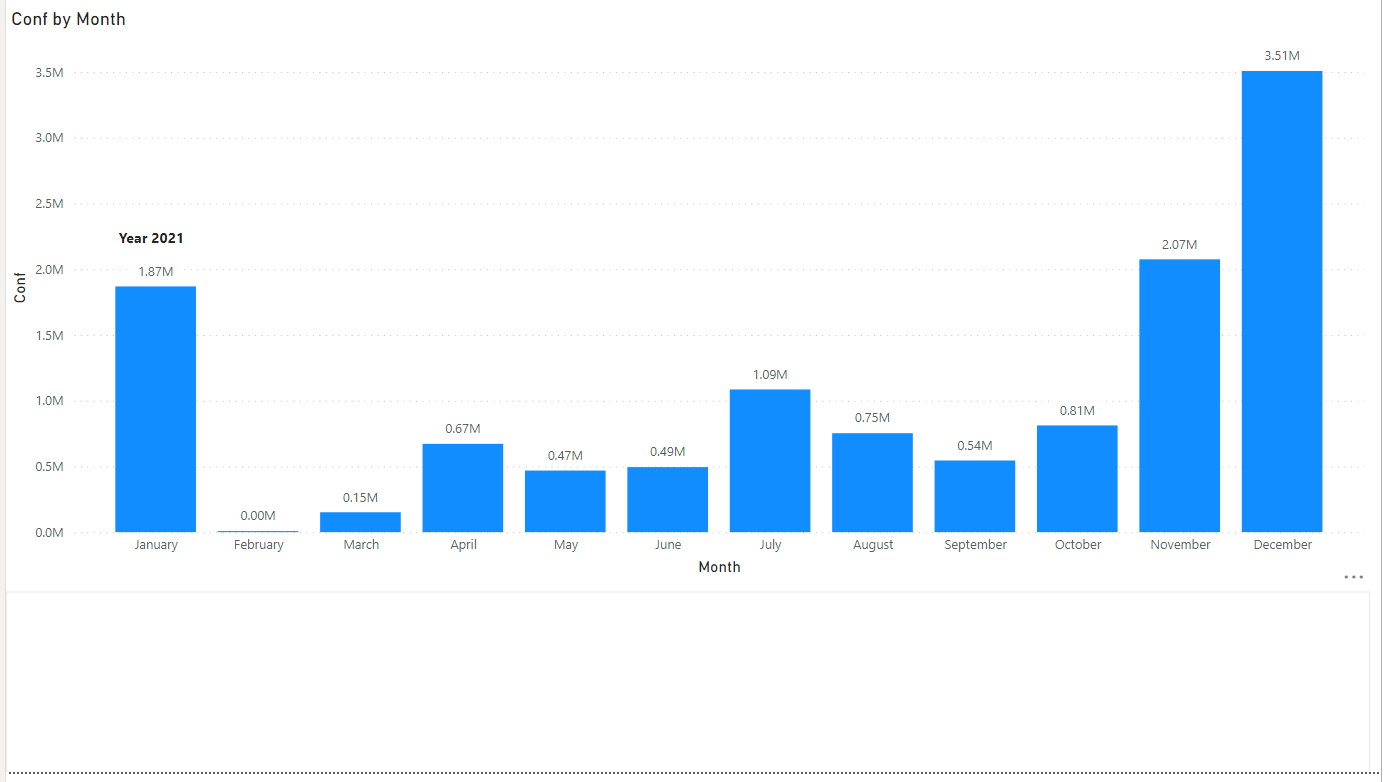 Conf by Month
3.51M
3.5M
3.0M
2.5M
Year 2021
2.07M
2.0M
1.87M
Conf
1.5M
1.09M
1.0M
0.81M
0.75M
0.67M
0.54M
0.49M
0.47M
0.5M
0.15M
0.00M
0.0M
January February March April May June July August September October November December
Month